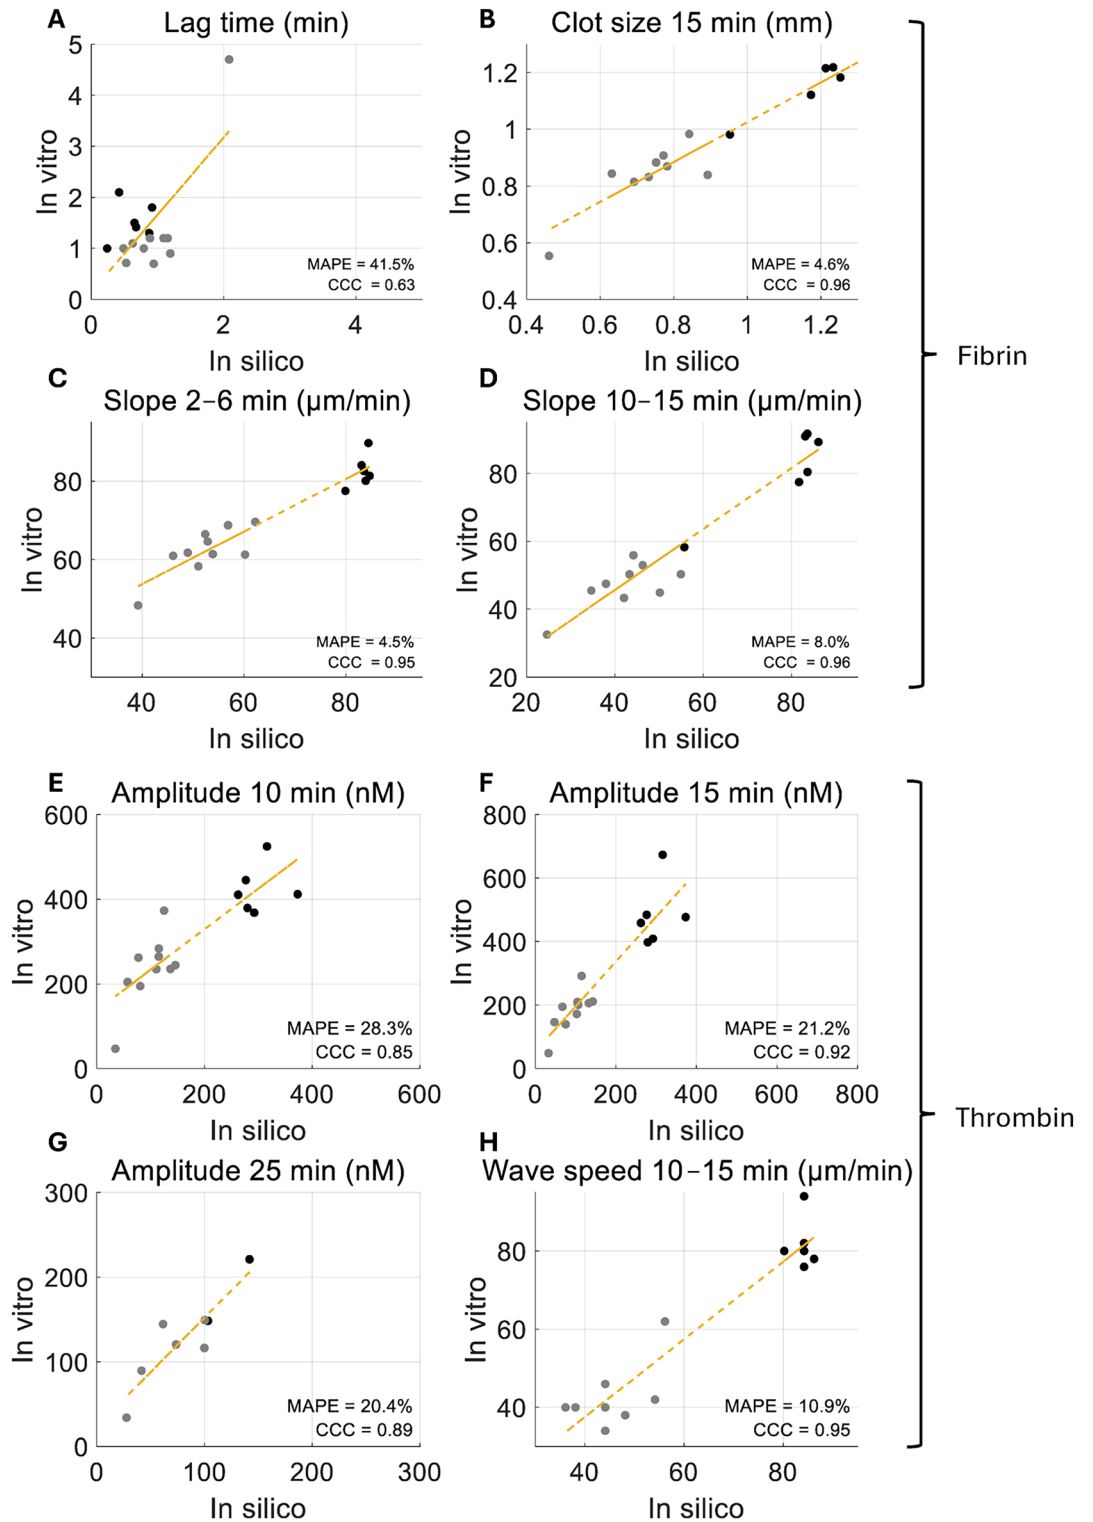 A
Lag time (min)
5
4
3
2
1
0
0
2
4
In vitro
In silico
MAPE = 41.5%
CCC = 0.63
B
Clot size 15 min (mm)
1.2
1
0.8
0.6
0.4
0.4
0.6
0.8
1
1.2
In vitro
In silico
MAPE = 4.6%
CCC = 0.96
C
Slope 2–6 min (µm/min)
80
60
40
40
60
80
In vitro
In silico
MAPE = 4.5%
CCC = 0.95
D
Slope 10–15 min (µm/min)
80
60
40
20
20
40
60
80
In vitro
In silico
MAPE = 8.0%
CCC = 0.96
Fibrin
E
Amplitude 10 min (nM)
600
400
200
0
0
200
400
600
In vitro
In silico
MAPE = 28.3%
CCC = 0.85
F
Amplitude 15 min (nM)
800
600
400
200
0
0
200
400
600
800
In vitro
In silico
MAPE = 21.2%
CCC = 0.92
G
Amplitude 25 min (nM)
300
200
100
0
0
100
200
300
In vitro
In silico
MAPE = 20.4%
CCC = 0.89
H
Wave speed 10–15 min (µm/min)
80
60
40
40
60
80
In vitro
In silico
MAPE = 10.9%
CCC = 0.95
Thrombin